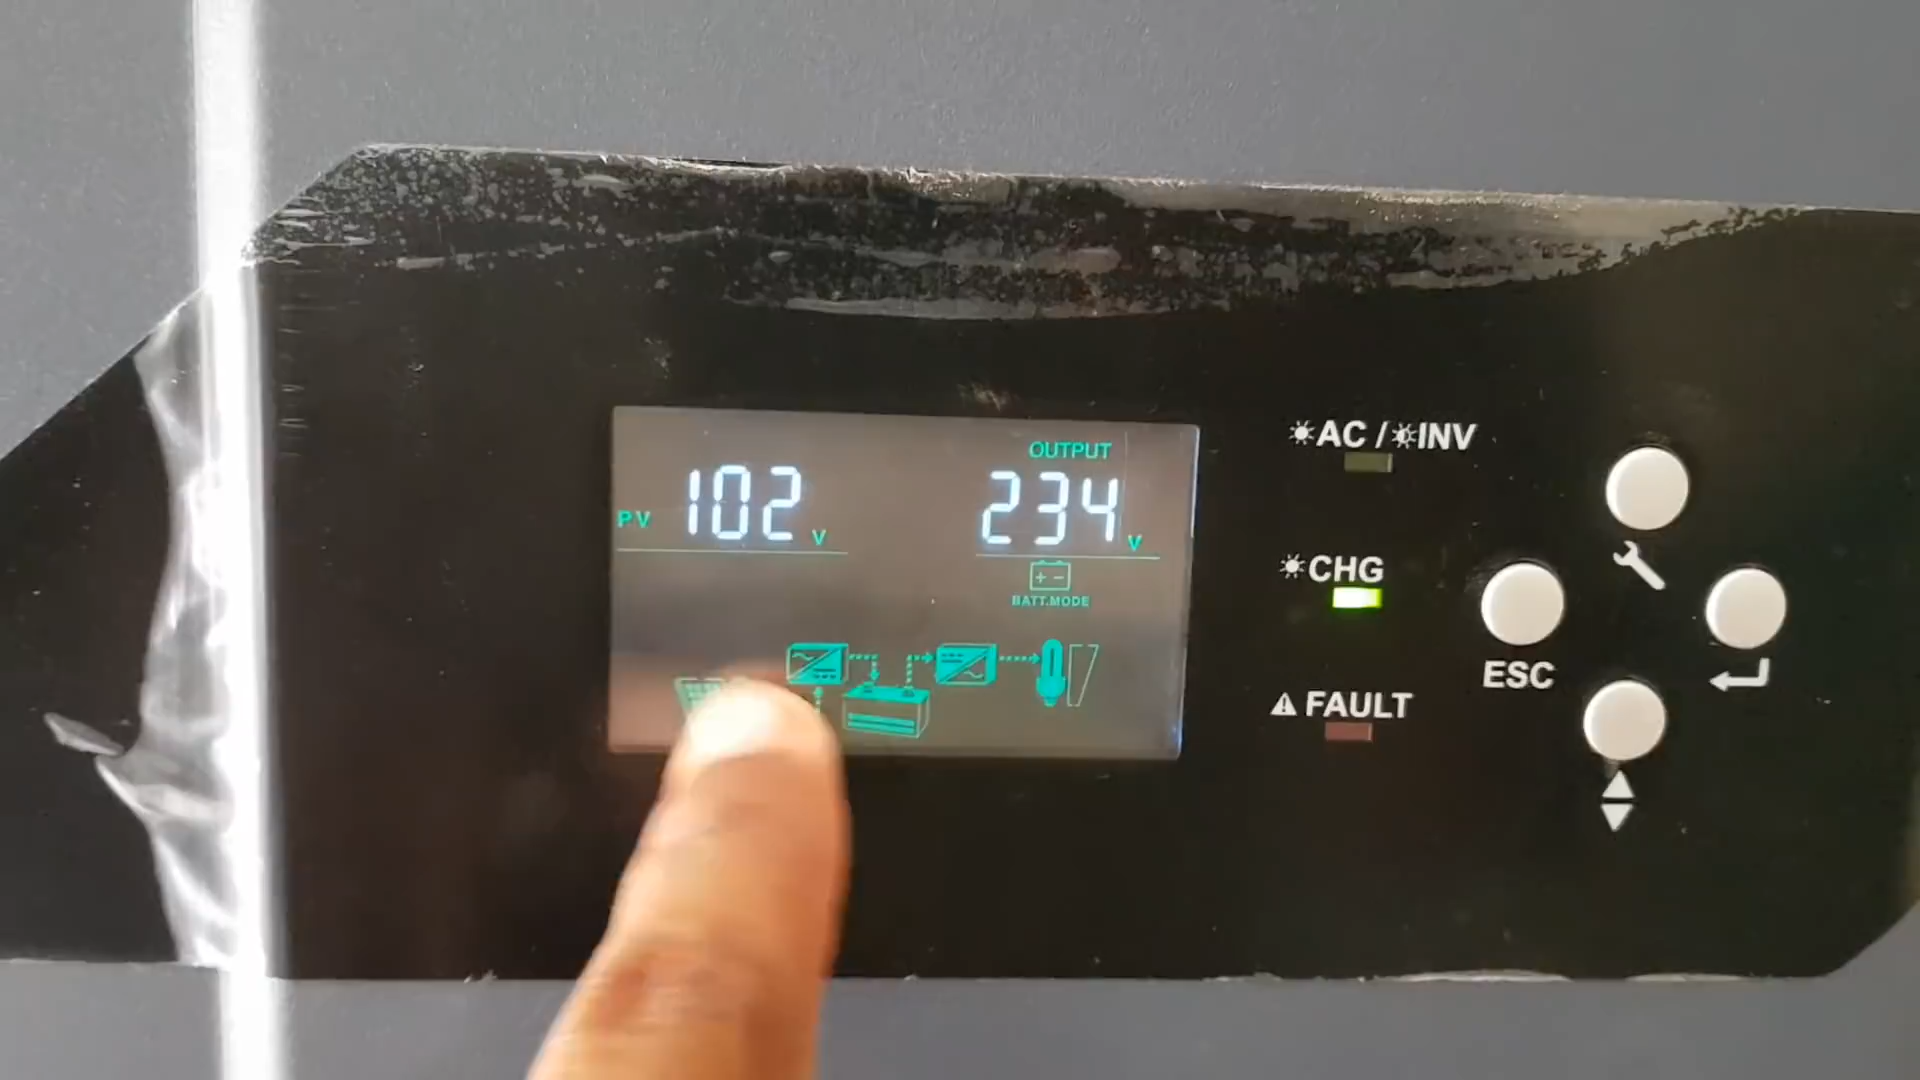 OUTPUT
PV 102 V
234 V
BATT.MODE
AC / INV
CHG
ESC
FAULT